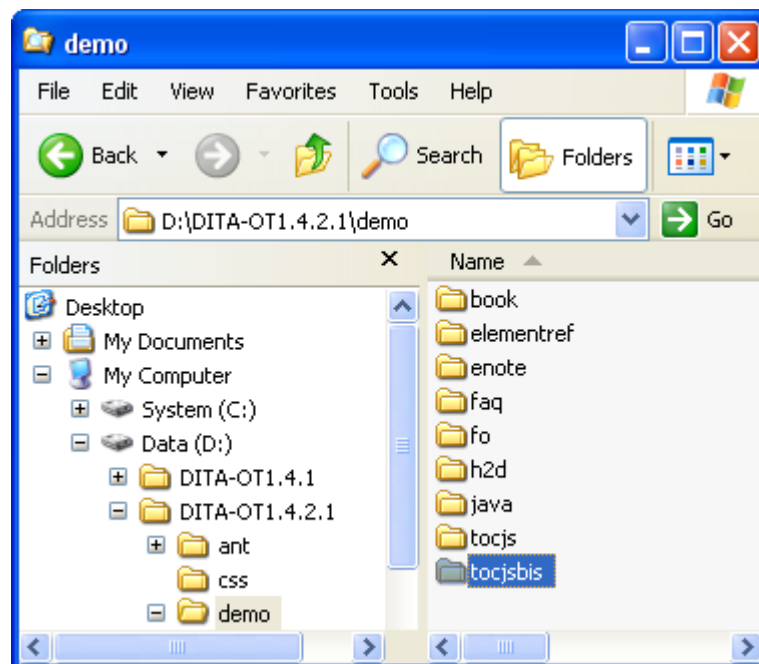 demo
File Edit View Favorites Tools Help
Back Search Folders
Address D:\DITA-OT1.4.2.1\demo Go
Folders
Desktop
My Documents
My Computer
System (C:)
Data (D:)
DITA-OT1.4.1
DITA-OT1.4.2.1
ant
css
demo
Name
book
elementref
enote
faq
fo
h2d
java
tocjs
tocjsbis